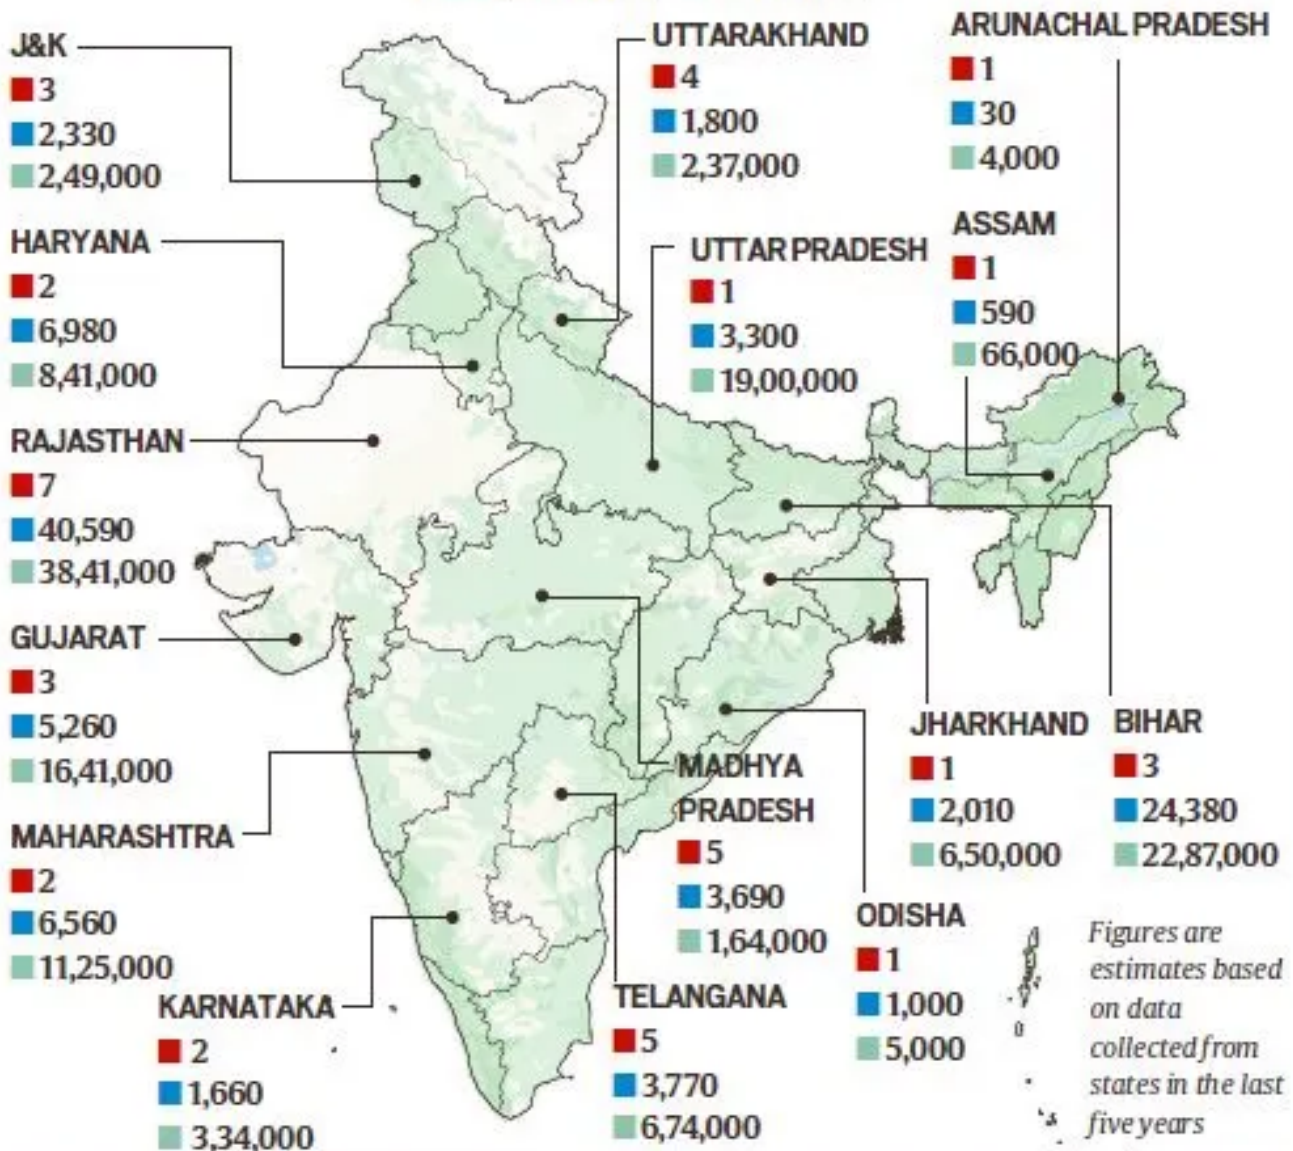 J&K
3
2,330
2,49,000
HARYANA
2
6,980
8,41,000
RAJASTHAN
7
40,590
38,41,000
GUJARAT
3
5,260
16,41,000
MAHARASHTRA
2
6,560
11,25,000
KARNATAKA
2
1,660
3,34,000
UTTARAKHAND
4
1,800
2,37,000
UTTAR PRADESH
1
3,300
19,00,000
ARUNACHAL PRADESH
1
30
4,000
ASSAM
1
590
66,000
MADHYA
PRADESH
5
3,690
1,64,000
TELANGANA
5
3,770
6,74,000
JHARKHAND
1
2,010
6,50,000
BIHAR
3
24,380
22,87,000
ODISHA
1
1,000
5,000
Figures are
estimates based
on data
collected from
states in the last
five years